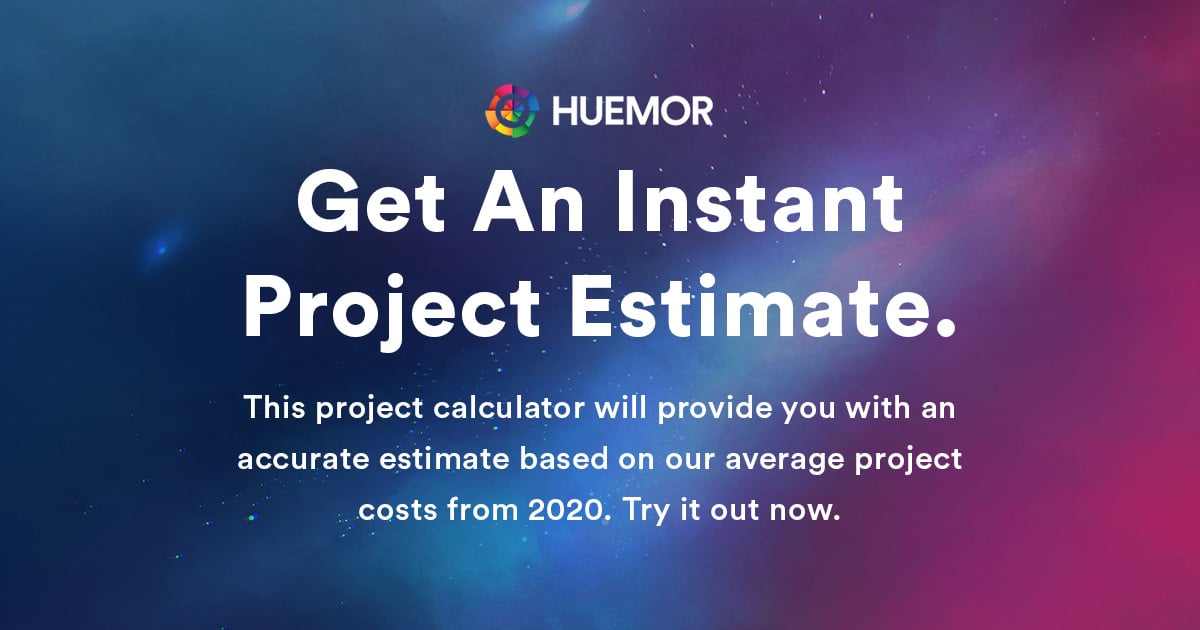 HUEMOR
Get An Instant
Project Estimate.
This project calculator will provide you with an
accurate estimate based on our average project
costs from 2020. Try it out now.